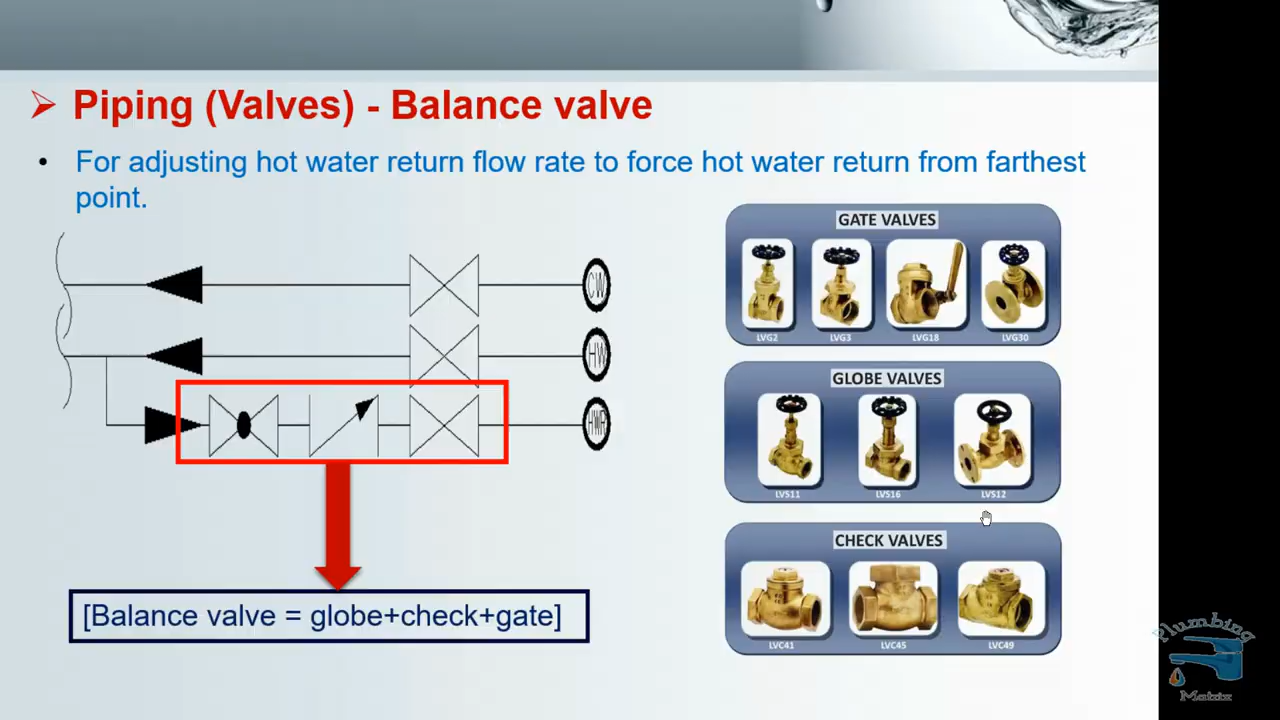 Piping (Valves) - Balance valve
For adjusting hot water return flow rate to force hot water return from farthest
point.
CW
HW
HWR
[Balance valve = globe+check+gate]
GATE VALVES
LVG2 LVG3 LVG18 LVG30
GLOBE VALVES
LVS11 LVS16 LVS12
CHECK VALVES
LVC41 LVC45 LVC49
Plumbing
Matrix